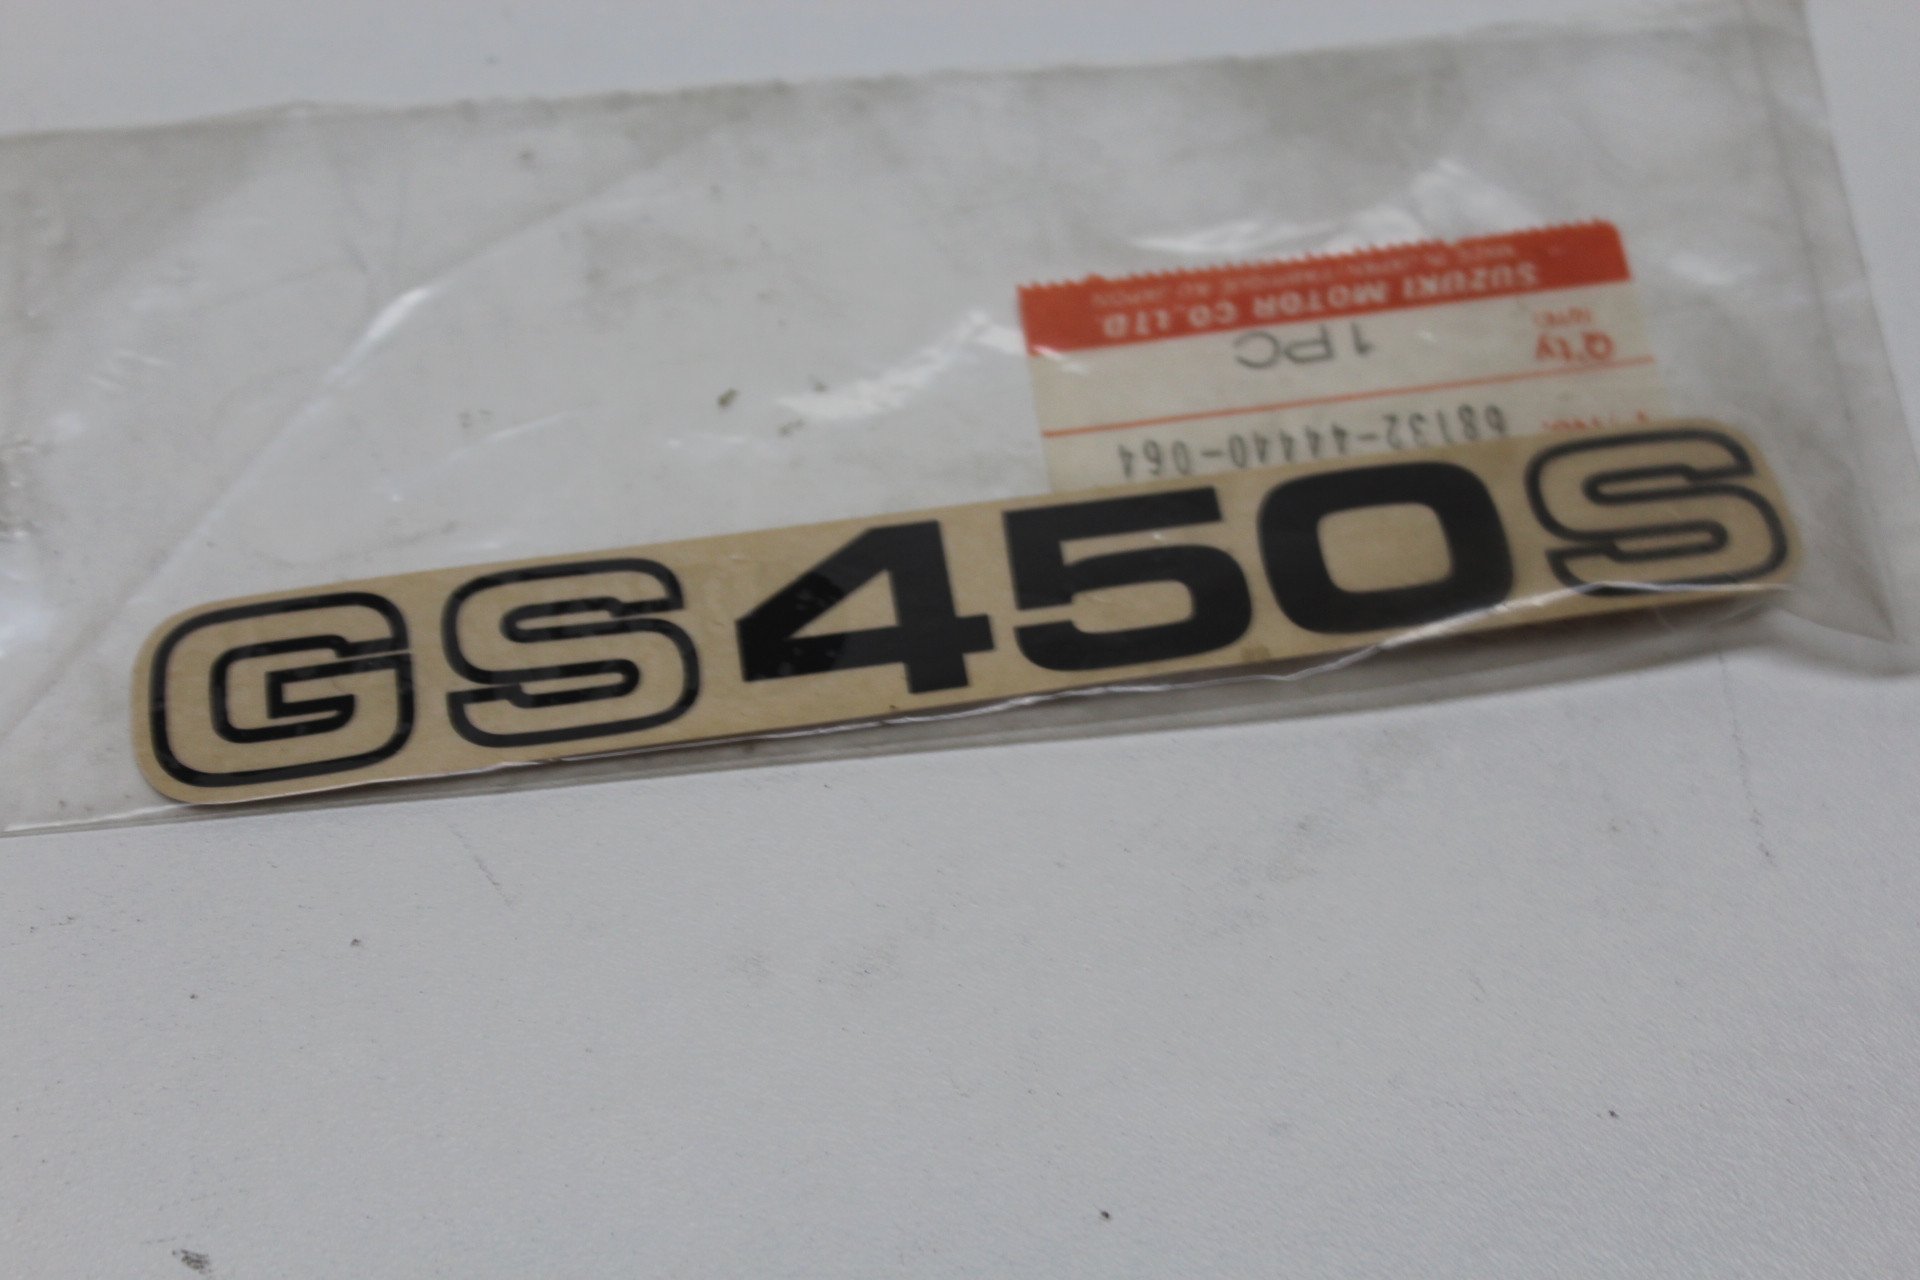 SUZUKI MOTOR CO.,LTD.
Q'ty 1PC
68132-44440-064
GS450S